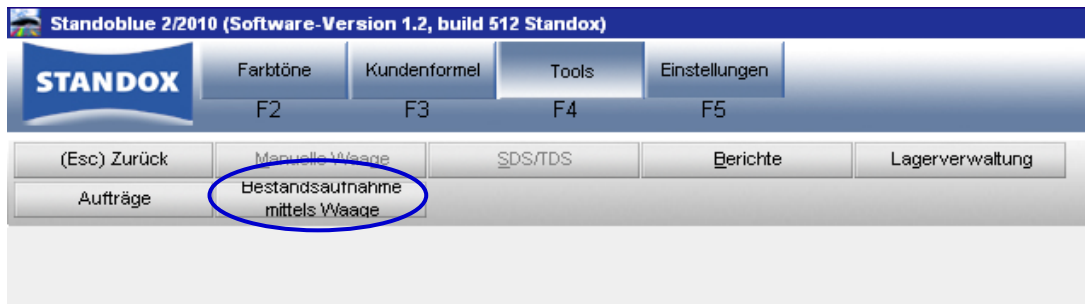 Standoblue 2/2010 (Software-Version 1.2, build 512 Standox)
STANDOX
Farbtöne Kundenformel Tools Einstellungen
F2 F3 F4 F5
(Esc) Zurück Manuelle Waage SDS/TDS Berichte Lagerverwaltung
Aufträge Bestandsaufnahme
mittels Waage